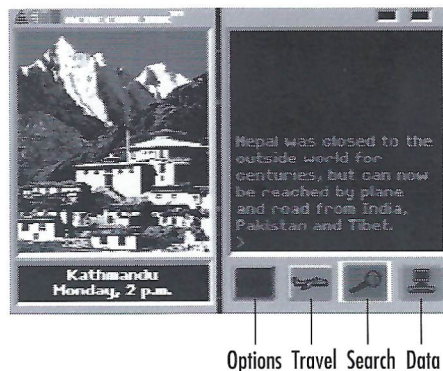 Nepal was closed to the
outside world for
centuries, but can now
be reached by plane
and road from India,
Pakistan and Tibet.
>
Kathmandu
Monday, 2 p.m.
Options Travel Search Data